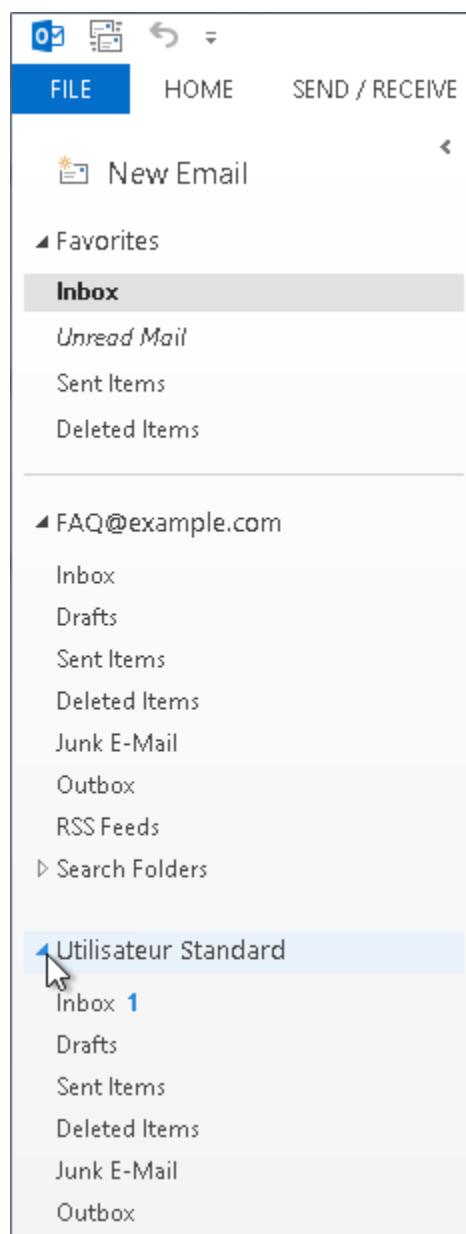 FILE HOME SEND / RECEIVE
New Email
Favorites
Inbox
Unread Mail
Sent Items
Deleted Items
FAQ@example.com
Inbox
Drafts
Sent Items
Deleted Items
Junk E-Mail
Outbox
RSS Feeds
Search Folders
Utilisateur Standard
Inbox 1
Drafts
Sent Items
Deleted Items
Junk E-Mail
Outbox